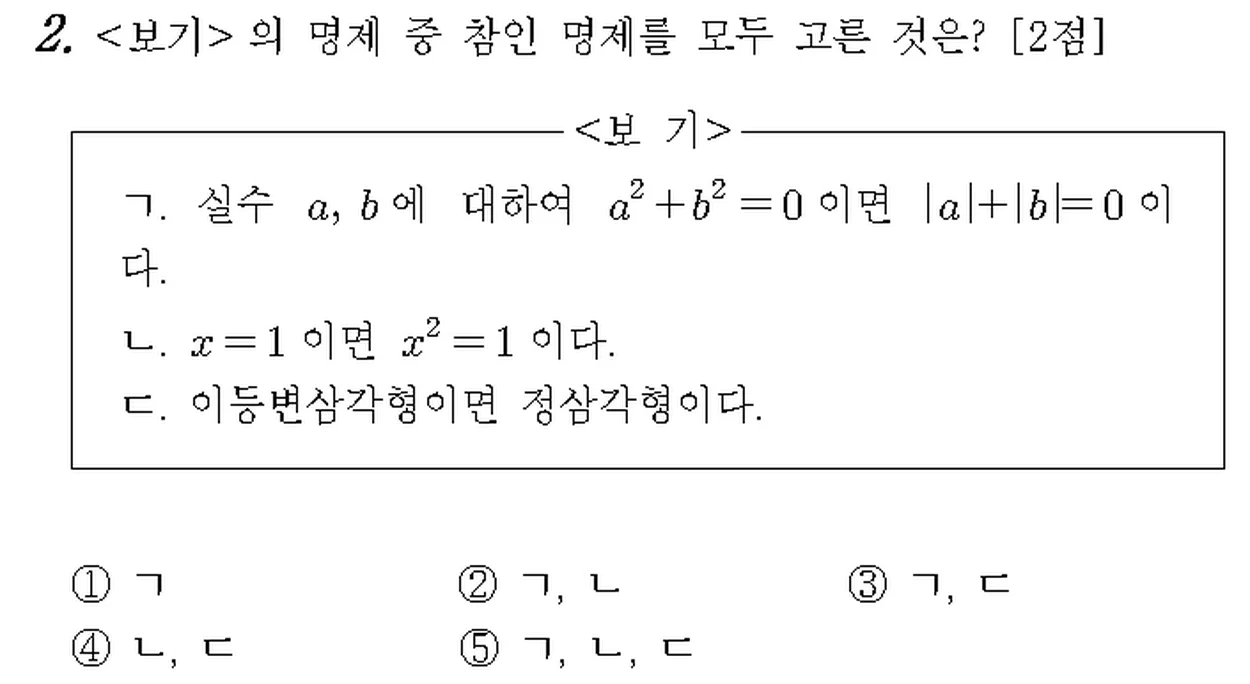 2. <보기>의 명제 중 참인 명제를 모두 고른 것은? [2점]
<보 기>
ㄱ. 실수 a, b에 대하여 a²+b²=0이면 |a|+|b|=0이
다.
ㄴ. x=1이면 x²=1이다.
ㄷ. 이등변삼각형이면 정삼각형이다.
① ㄱ ② ㄱ, ㄴ ③ ㄱ, ㄷ
④ ㄴ, ㄷ ⑤ ㄱ, ㄴ, ㄷ